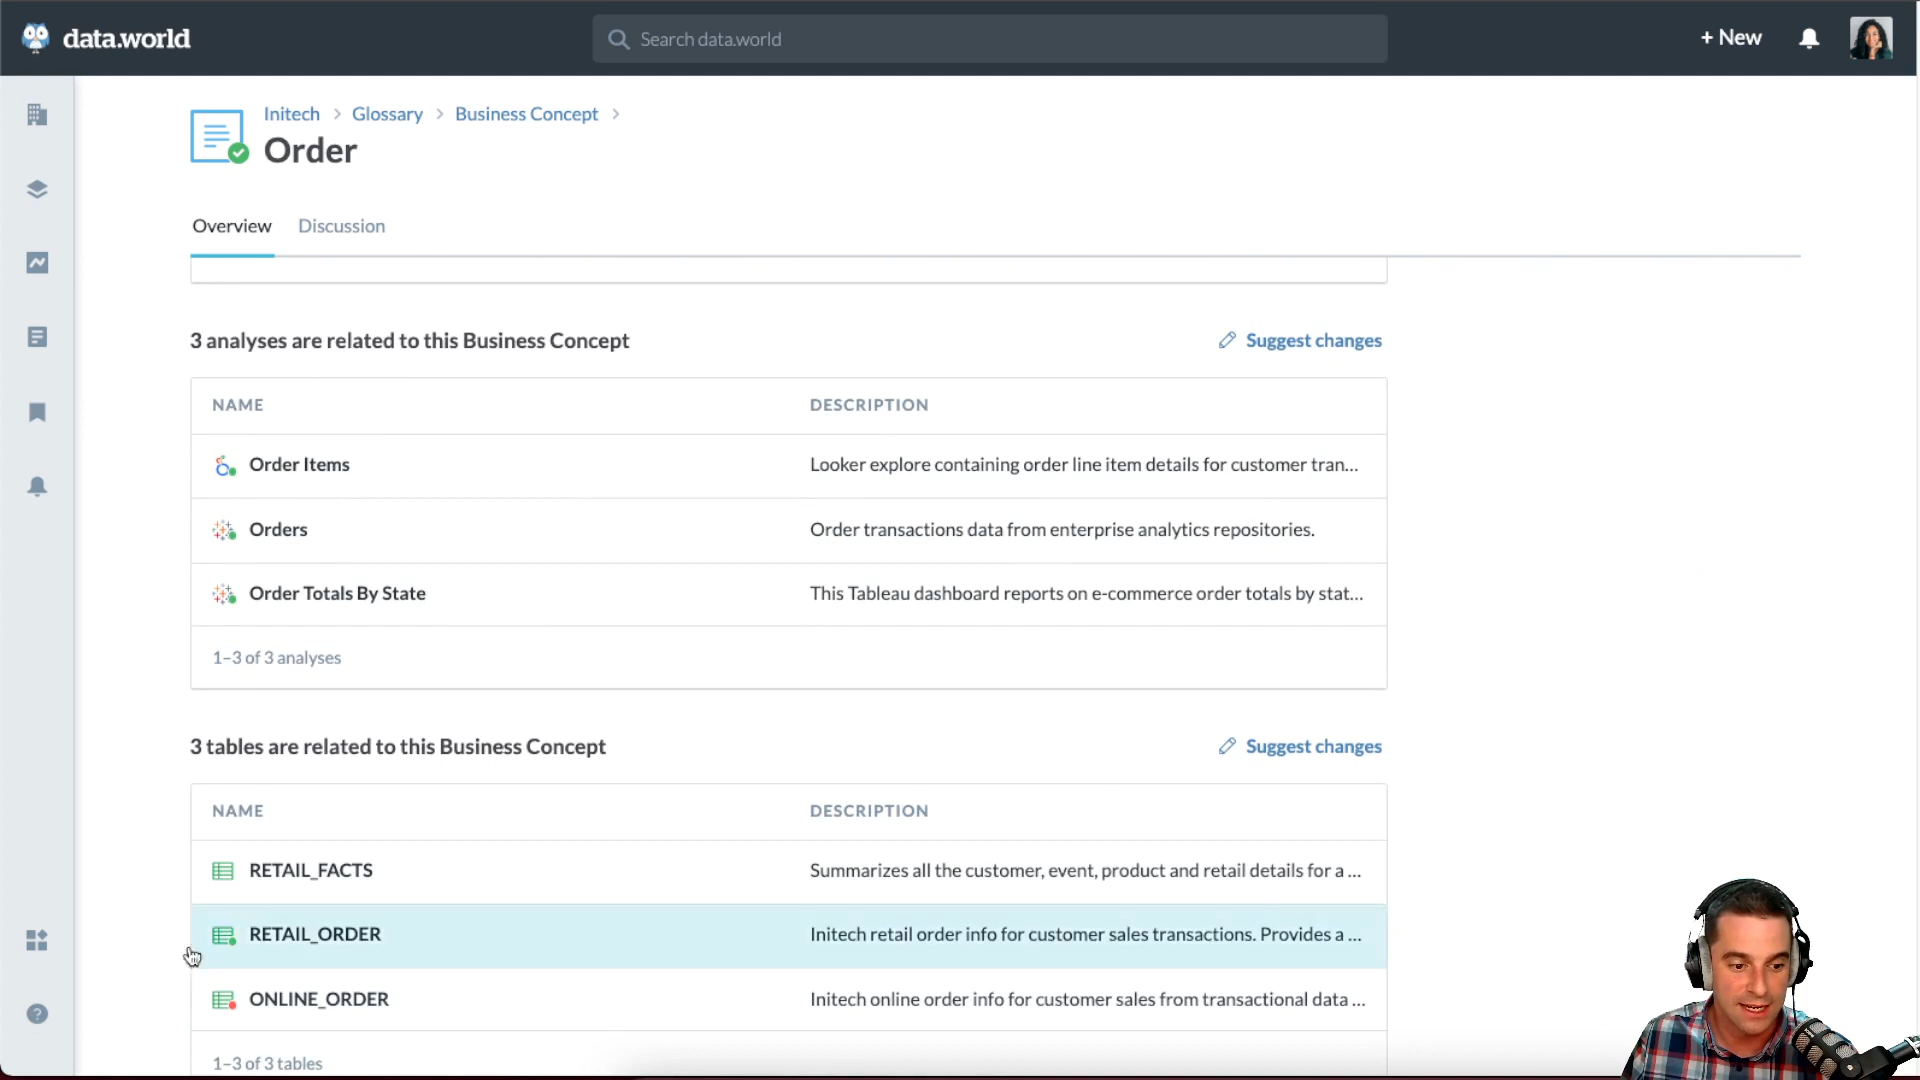 data.world
Search data.world
+ New
Initech > Glossary > Business Concept >
Order
Overview
Discussion
3 analyses are related to this Business Concept
Suggest changes
NAME
DESCRIPTION
Order Items
Looker explore containing order line item details for customer tran...
Orders
Order transactions data from enterprise analytics repositories.
Order Totals By State
This Tableau dashboard reports on e-commerce order totals by stat...
1–3 of 3 analyses
3 tables are related to this Business Concept
Suggest changes
NAME
DESCRIPTION
RETAIL_FACTS
Summarizes all the customer, event, product and retail details for a ...
RETAIL_ORDER
Initech retail order info for customer sales transactions. Provides a ...
ONLINE_ORDER
Initech online order info for customer sales from transactional data ...
1–3 of 3 tables